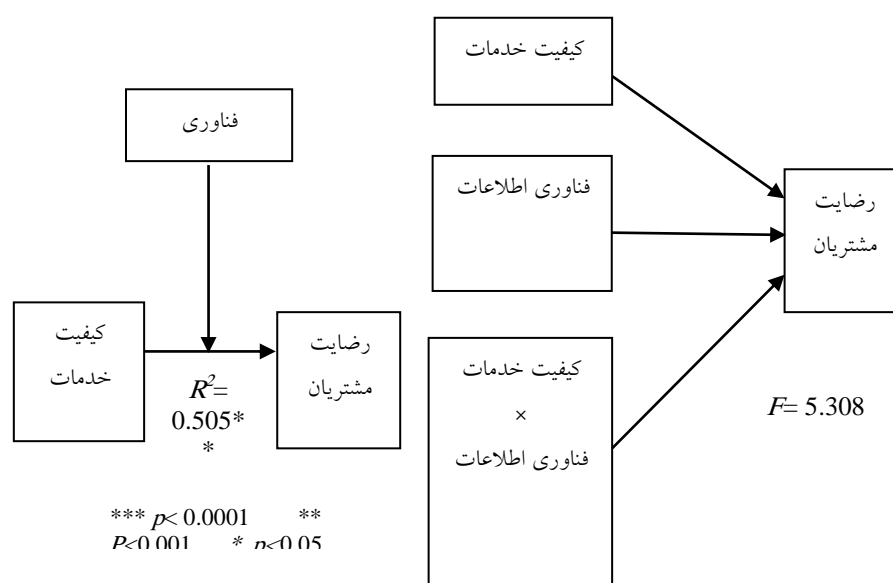 کیفیت خدمات
فناوری
فناوری اطلاعات
رضایت
مشتریان
کیفیت
خدمات
رضایت
مشتریان
R²=
0.505*
*
کیفیت خدمات
×
فناوری اطلاعات
F= 5.308
*** p< 0.0001 **
P<0.001 * p<0.05